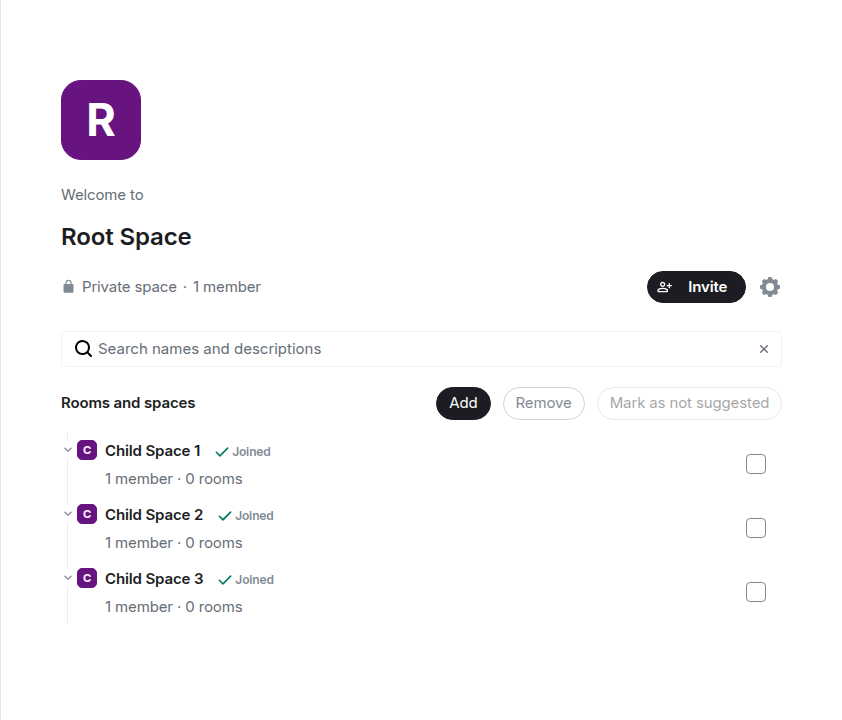 R
Welcome to
Root Space
Private space · 1 member
Invite
Search names and descriptions
Rooms and spaces
Add
Remove
Mark as not suggested
C Child Space 1 Joined
1 member · 0 rooms
C Child Space 2 Joined
1 member · 0 rooms
C Child Space 3 Joined
1 member · 0 rooms